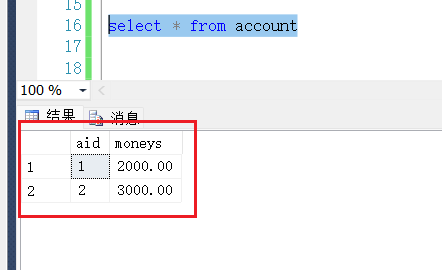 15
16 select * from account
17
18
100 %
结果 消息
aid moneys
1 1 2000.00
2 2 3000.00